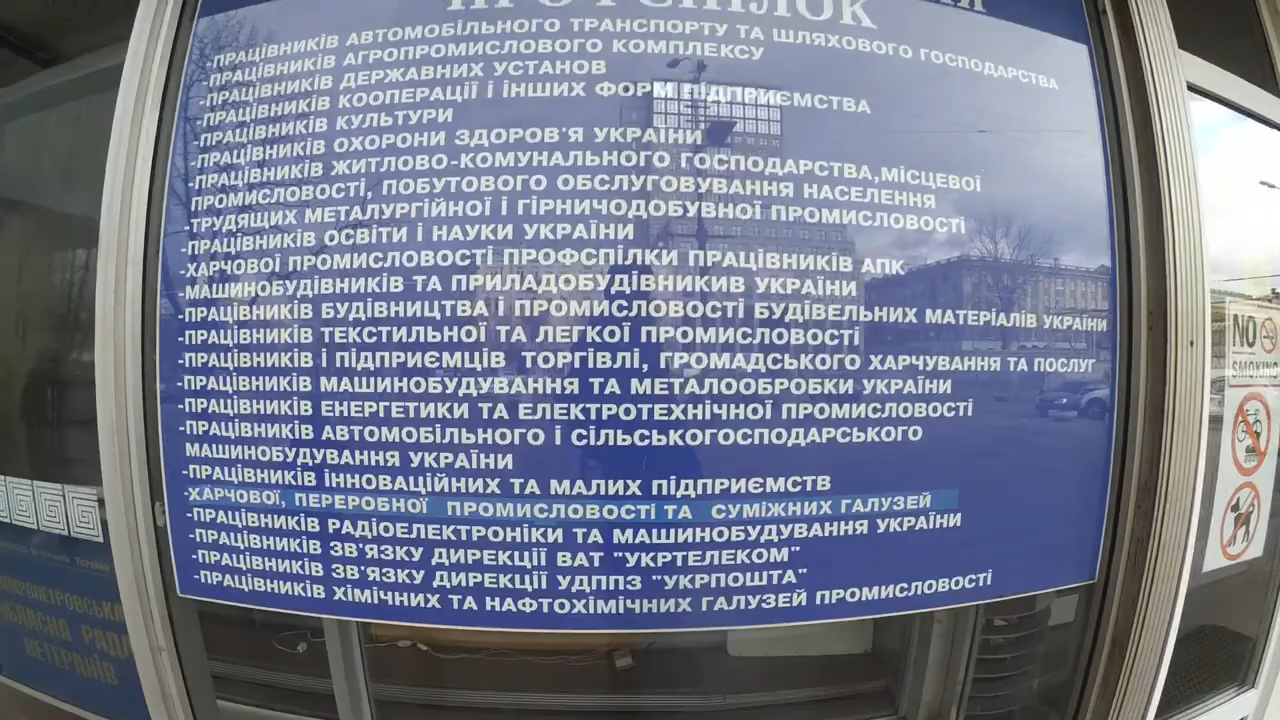 ПРОФСПІЛОК
-ПРАЦІВНИКІВ АВТОМОБІЛЬНОГО ТРАНСПОРТУ ТА ШЛЯХОВОГО ГОСПОДАРСТВА
-ПРАЦІВНИКІВ АГРОПРОМИСЛОВОГО КОМПЛЕКСУ
-ПРАЦІВНИКІВ ДЕРЖАВНИХ УСТАНОВ
-ПРАЦІВНИКІВ КООПЕРАЦІЇ І ІНШИХ ФОРМ ПІДПРИЄМСТВА
-ПРАЦІВНИКІВ КУЛЬТУРИ
-ПРАЦІВНИКІВ ОХОРОНИ ЗДОРОВ'Я УКРАЇНИ
-ПРАЦІВНИКІВ ЖИТЛОВО-КОМУНАЛЬНОГО ГОСПОДАРСТВА,МІСЦЕВОЇ
ПРОМИСЛОВОСТІ, ПОБУТОВОГО ОБСЛУГОВУВАННЯ НАСЕЛЕННЯ
-ТРУДЯЩИХ МЕТАЛУРГІЙНОЇ І ГІРНИЧОДОБУВНОЇ ПРОМИСЛОВОСТІ
-ПРАЦІВНИКІВ ОСВІТИ І НАУКИ УКРАЇНИ
-ХАРЧОВОЇ ПРОМИСЛОВОСТІ ПРОФСПІЛКИ ПРАЦІВНИКІВ АПК
-МАШИНОБУДІВНИКІВ ТА ПРИЛАДОБУДІВНИКИВ УКРАЇНИ
-ПРАЦІВНИКІВ БУДІВНИЦТВА І ПРОМИСЛОВОСТІ БУДІВЕЛЬНИХ МАТЕРІАЛІВ УКРАЇНИ
-ПРАЦІВНИКІВ ТЕКСТИЛЬНОЇ ТА ЛЕГКОЇ ПРОМИСЛОВОСТІ
-ПРАЦІВНИКІВ І ПІДПРИЄМЦІВ ТОРГІВЛІ, ГРОМАДСЬКОГО ХАРЧУВАННЯ ТА ПОСЛУГ
-ПРАЦІВНИКІВ МАШИНОБУДУВАННЯ ТА МЕТАЛООБРОБКИ УКРАЇНИ
-ПРАЦІВНИКІВ ЕНЕРГЕТИКИ ТА ЕЛЕКТРОТЕХНІЧНОЇ ПРОМИСЛОВОСТІ
-ПРАЦІВНИКІВ АВТОМОБІЛЬНОГО І СІЛЬСЬКОГОСПОДАРСЬКОГО
МАШИНОБУДУВАННЯ УКРАЇНИ
-ПРАЦІВНИКІВ ІННОВАЦІЙНИХ ТА МАЛИХ ПІДПРИЄМСТВ
-ХАРЧОВОЇ, ПЕРЕРОБНОЇ ПРОМИСЛОВОСТІ ТА СУМІЖНИХ ГАЛУЗЕЙ
-ПРАЦІВНИКІВ РАДІОЕЛЕКТРОНІКИ ТА МАШИНОБУДУВАННЯ УКРАЇНИ
-ПРАЦІВНИКІВ ЗВ'ЯЗКУ ДИРЕКЦІЇ ВАТ "УКРТЕЛЕКОМ"
-ПРАЦІВНИКІВ ЗВ'ЯЗКУ ДИРЕКЦІЇ УДППЗ "УКРПОШТА"
-ПРАЦІВНИКІВ ХІМІЧНИХ ТА НАФТОХІМІЧНИХ ГАЛУЗЕЙ ПРОМИСЛОВОСТІ
УКРАЇНИ
ОБЛАСНА РАДА
ВЕТЕРАНІВ
NO
SMOKING